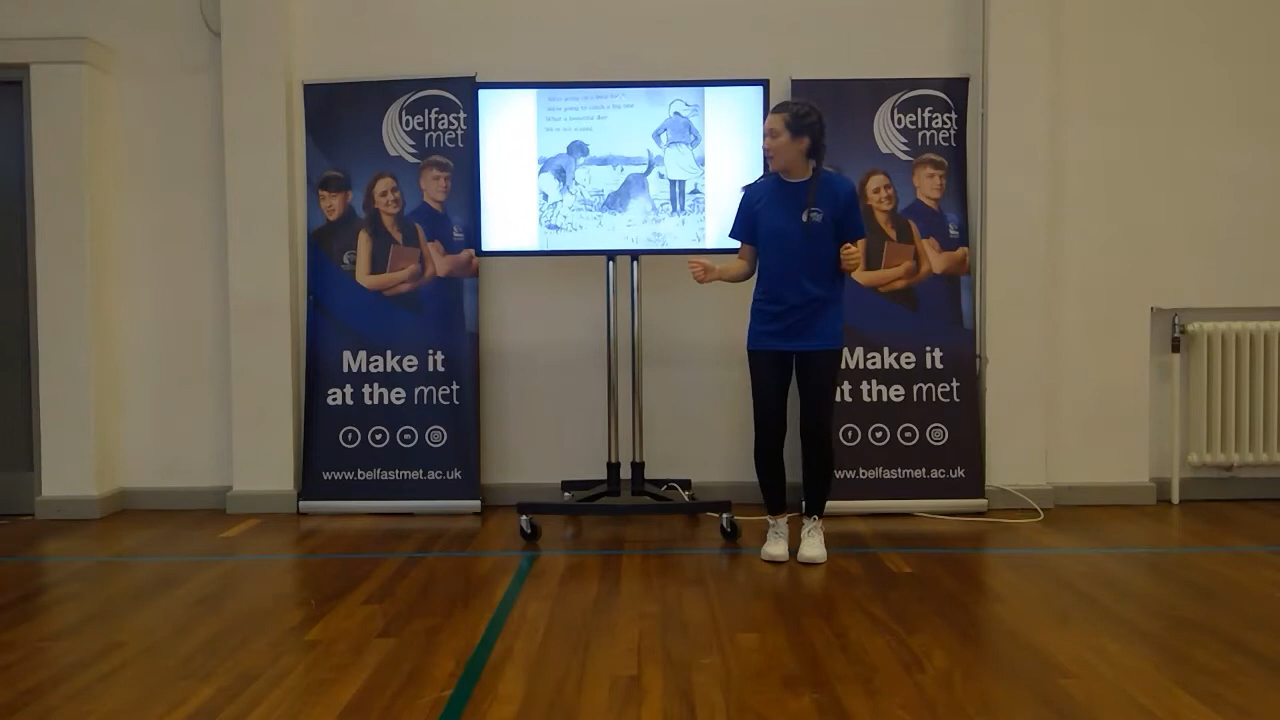 belfast
met
Make it
at the met
www.belfastmet.ac.uk
We're going on a bear
We're going to catch a big one
What a beautiful day
We're not scared
belfast
met
Make it
at the met
www.belfastmet.ac.uk